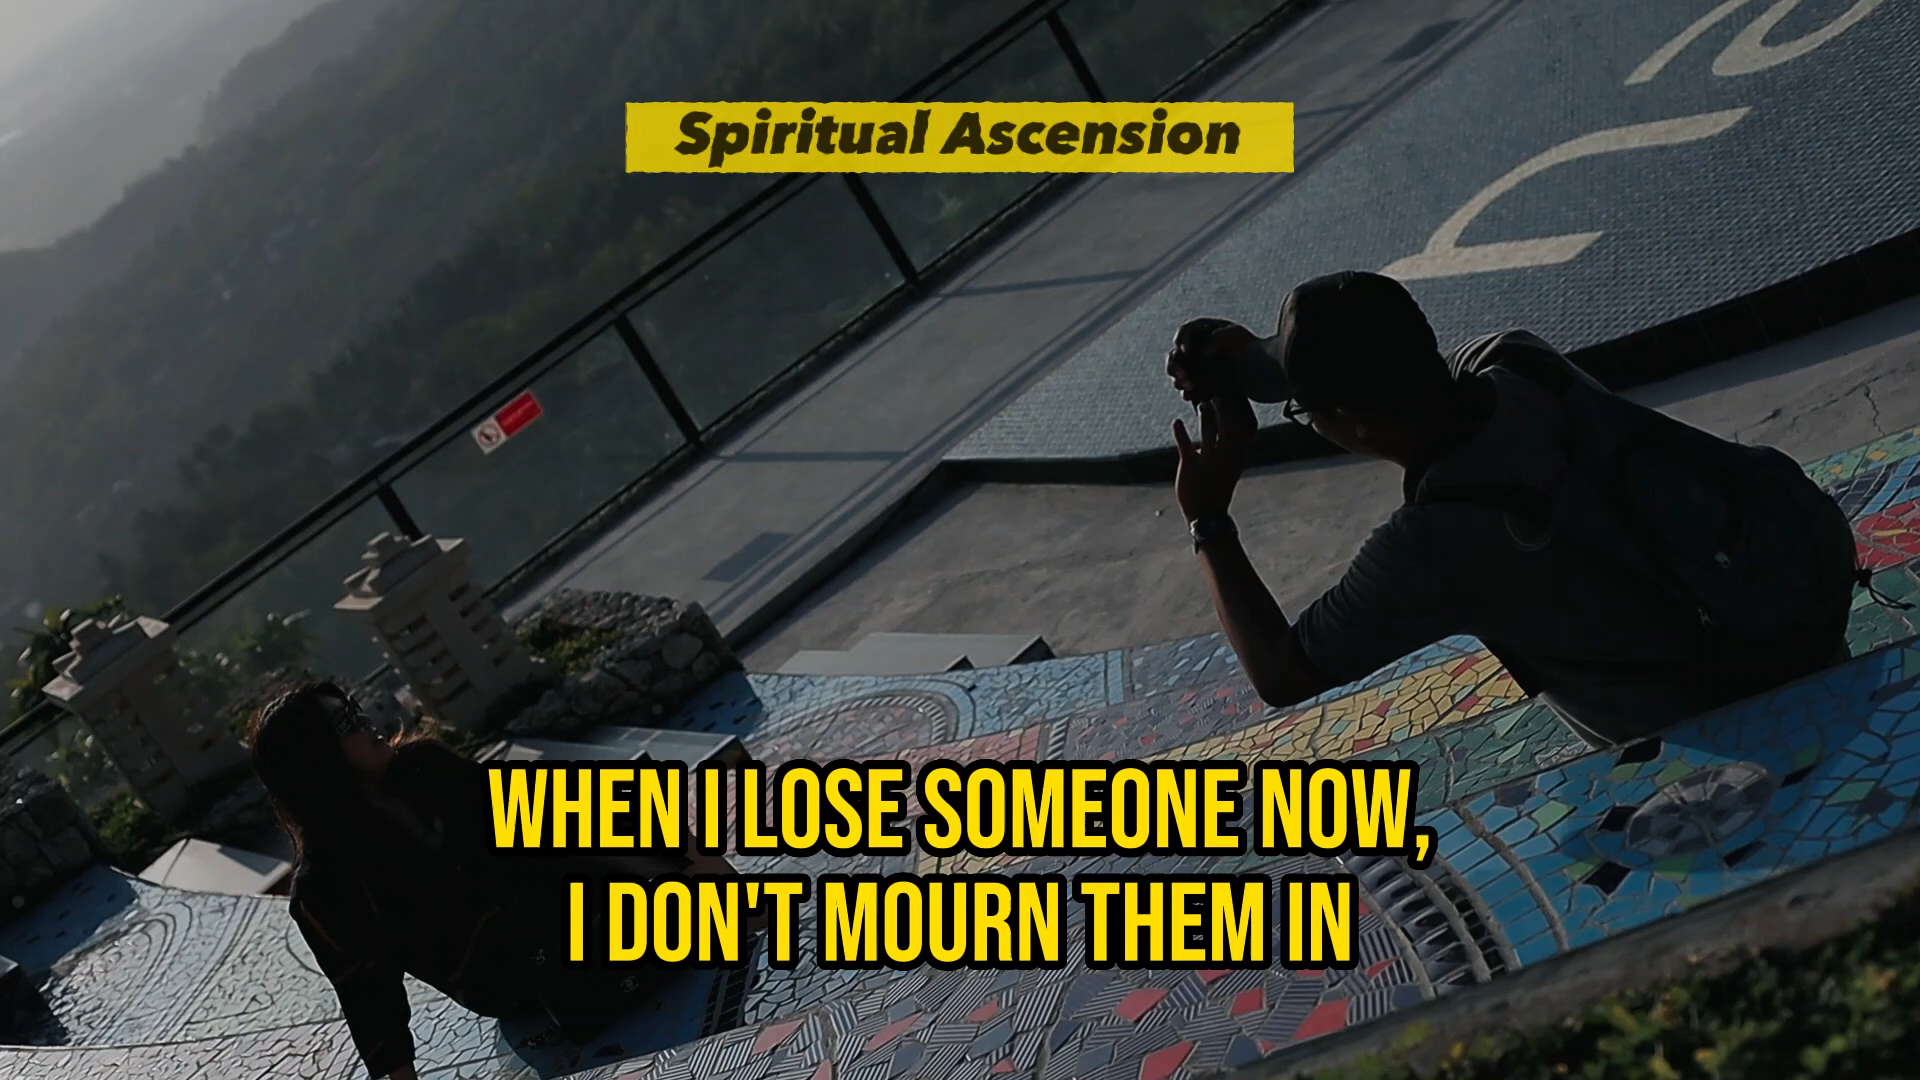 Spiritual Ascension
WHEN I LOSE SOMEONE NOW,
I DON'T MOURN THEM IN